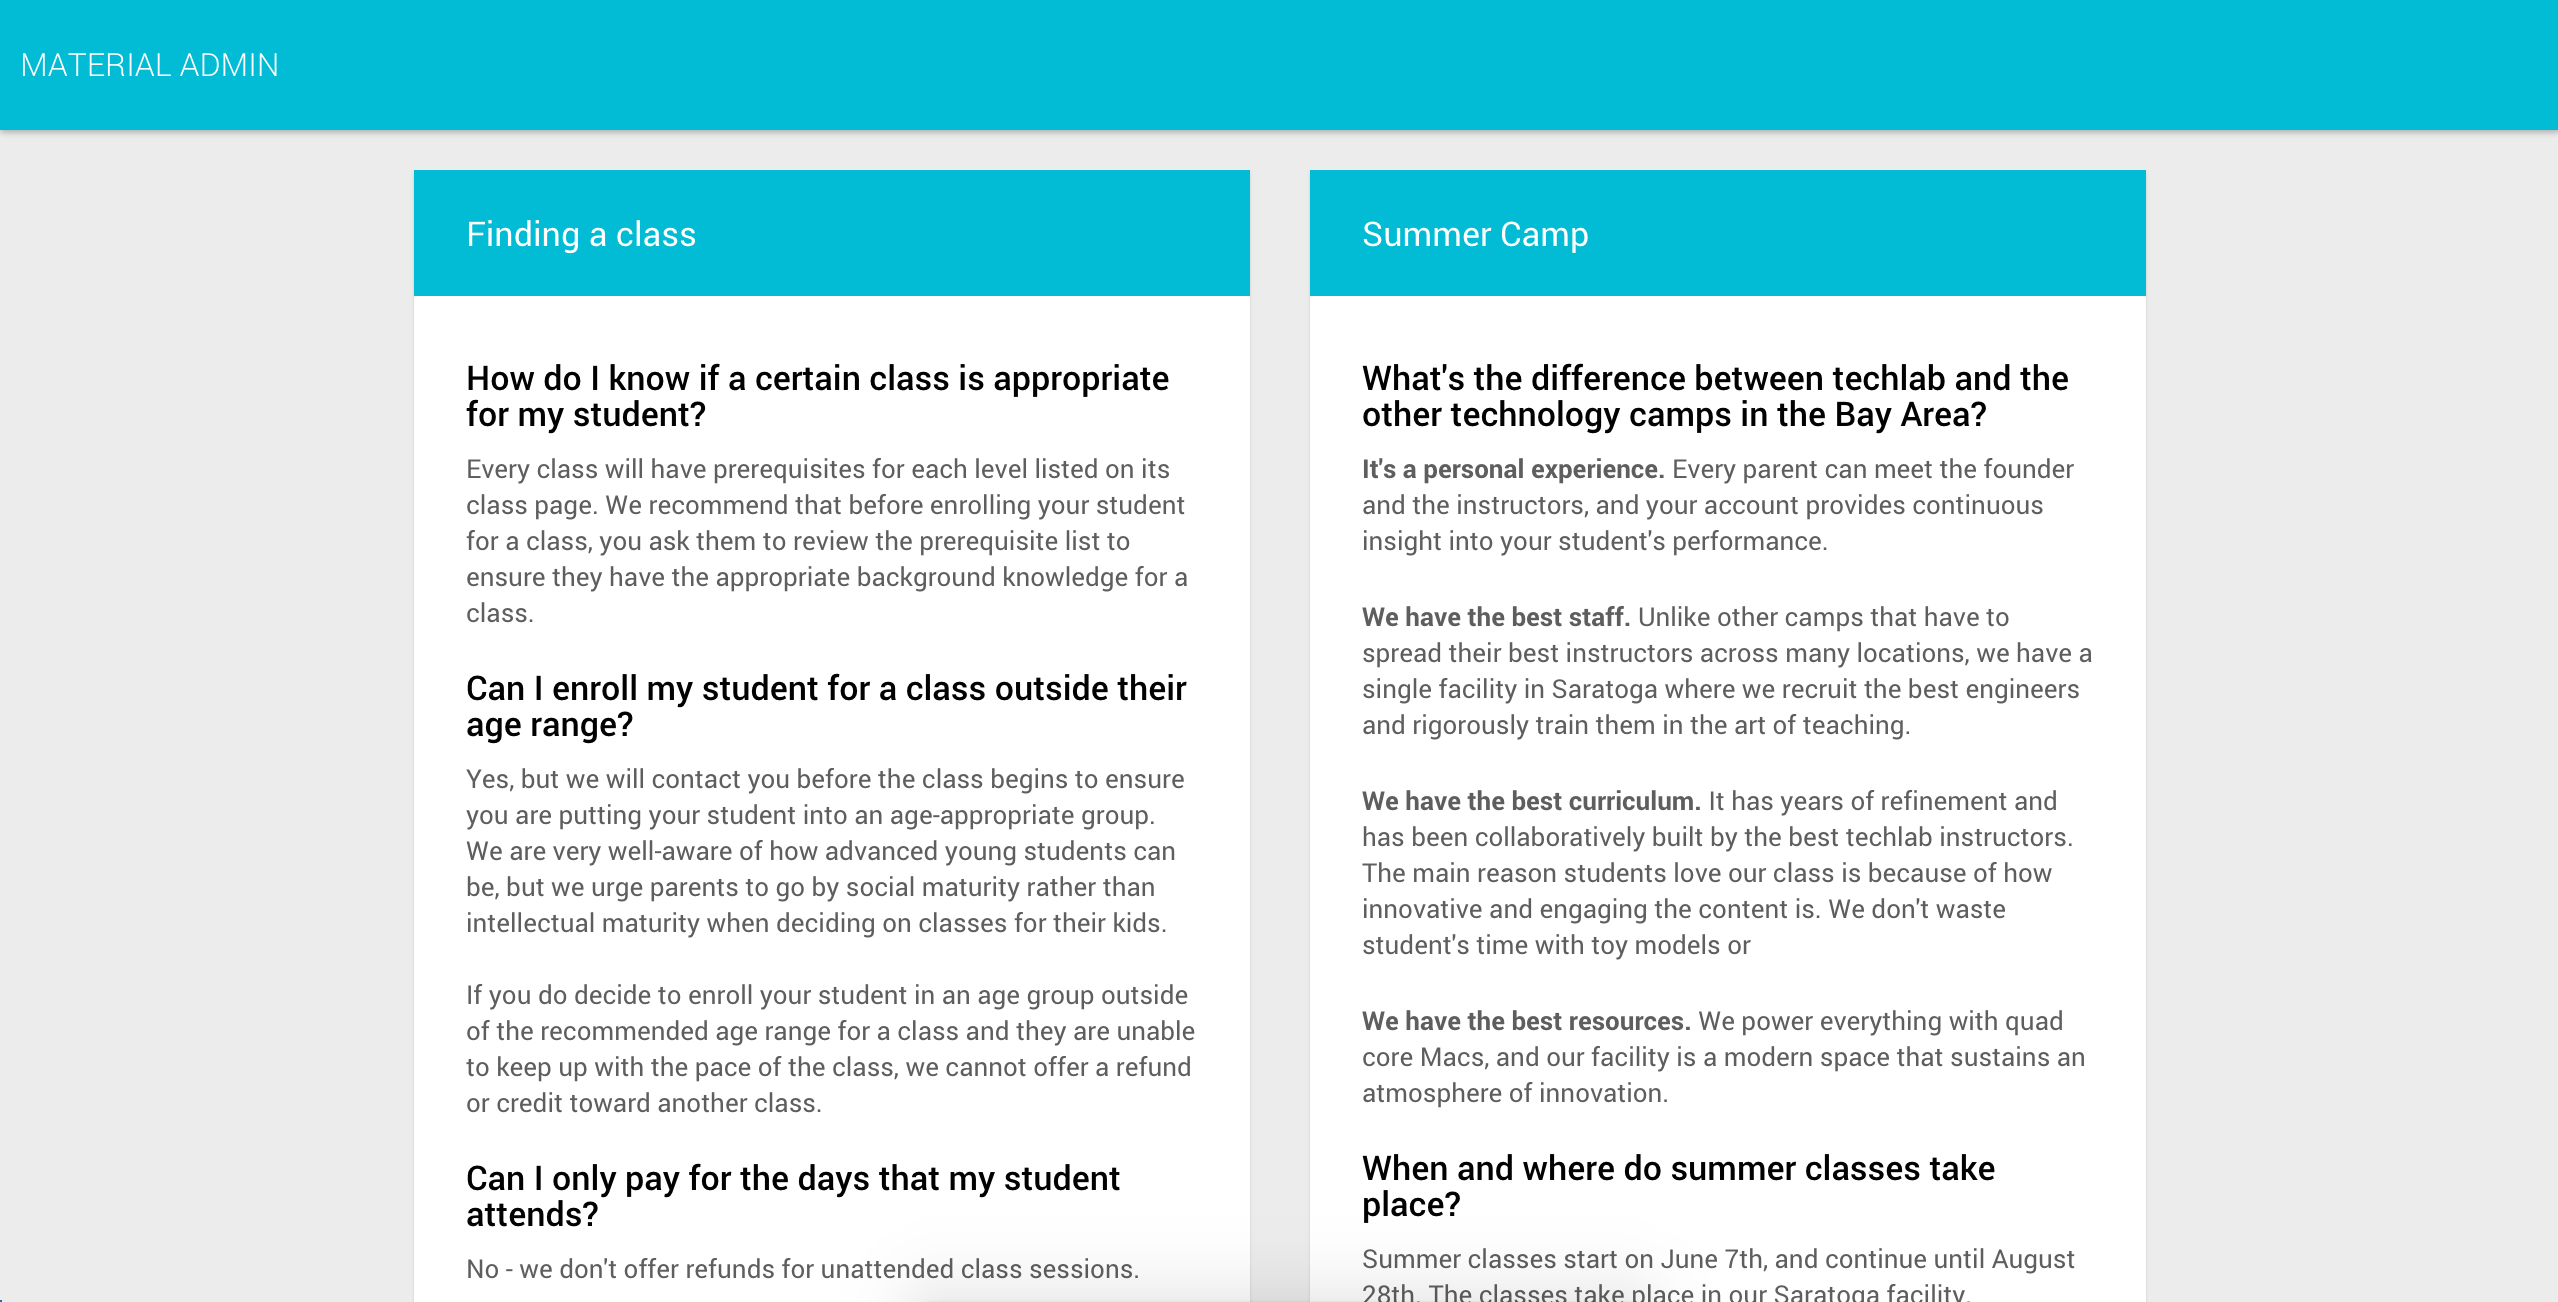 MATERIAL ADMIN
Finding a class
How do I know if a certain class is appropriate
for my student?
Every class will have prerequisites for each level listed on its
class page. We recommend that before enrolling your student
for a class, you ask them to review the prerequisite list to
ensure they have the appropriate background knowledge for a
class.
Can I enroll my student for a class outside their
age range?
Yes, but we will contact you before the class begins to ensure
you are putting your student into an age-appropriate group.
We are very well-aware of how advanced young students can
be, but we urge parents to go by social maturity rather than
intellectual maturity when deciding on classes for their kids.
If you do decide to enroll your student in an age group outside
of the recommended age range for a class and they are unable
to keep up with the pace of the class, we cannot offer a refund
or credit toward another class.
Can I only pay for the days that my student
attends?
No - we don't offer refunds for unattended class sessions.
Summer Camp
What's the difference between techlab and the
other technology camps in the Bay Area?
It's a personal experience. Every parent can meet the founder
and the instructors, and your account provides continuous
insight into your student's performance.
We have the best staff. Unlike other camps that have to
spread their best instructors across many locations, we have a
single facility in Saratoga where we recruit the best engineers
and rigorously train them in the art of teaching.
We have the best curriculum. It has years of refinement and
has been collaboratively built by the best techlab instructors.
The main reason students love our class is because of how
innovative and engaging the content is. We don't waste
student's time with toy models or
We have the best resources. We power everything with quad
core Macs, and our facility is a modern space that sustains an
atmosphere of innovation.
When and where do summer classes take
place?
Summer classes start on June 7th, and continue until August
28th. The classes take place in our Saratoga facility.